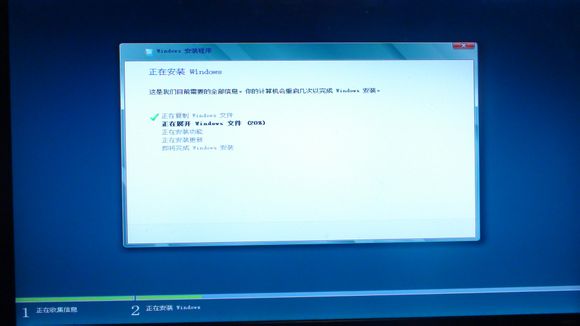 Windows 安装程序
正在安装 Windows
这是我们目前需要的全部信息。你的计算机会重启几次以完成 Windows 安装。
正在复制 Windows 文件
正在展开 Windows 文件 (20%)
正在安装功能
正在安装更新
即将完成 Windows 安装
1 正在收集信息
2 正在安装 Windows